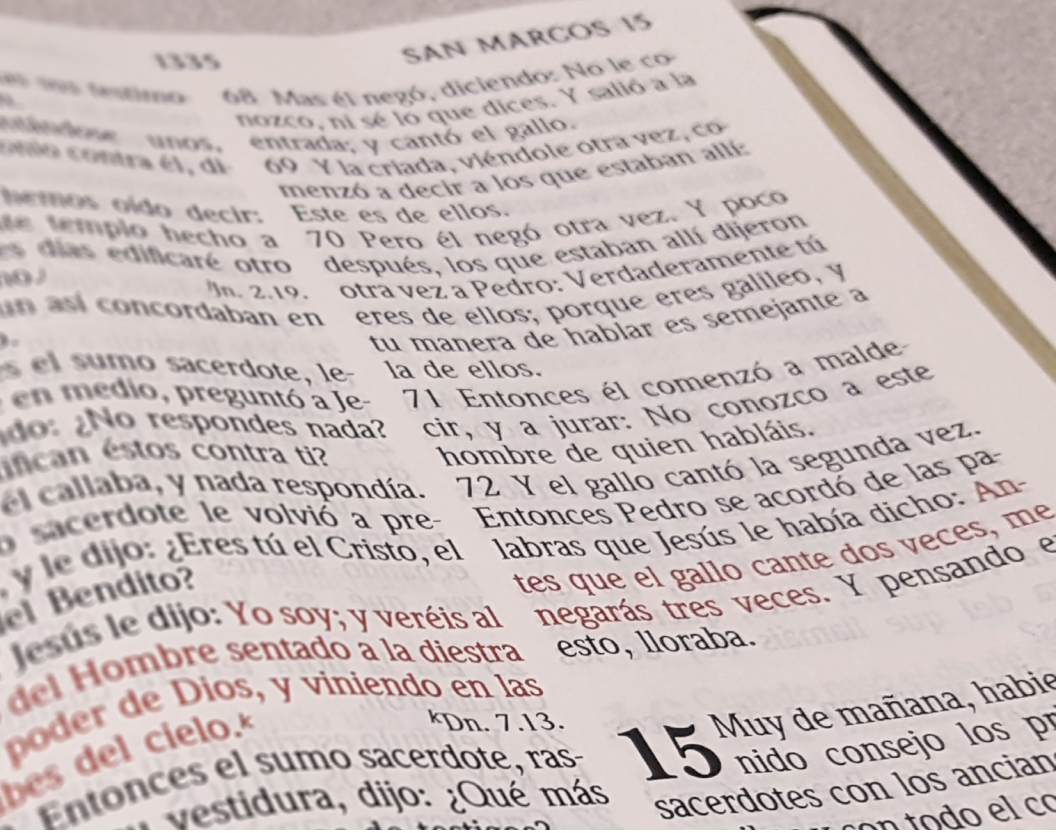 1335
SAN MARCOS 15
unos,
contra él, di-
hemos oído decir:
templo hecho a
días edificaré otro
Jn. 2.19.
así concordaban en
el sumo sacerdote, le-
en medio, preguntó a Je-
¿No respondes nada?
éstos contra ti?
él callaba, y nada respondía.
sacerdote le volvió a pre-
, y le dijo: ¿Eres tú el Cristo, el
Bendito?
Jesús le dijo: Yo soy; y veréis al
del Hombre sentado a la diestra
poder de Dios, y viniendo en las
del cielo.k
kDn. 7.13.
Entonces el sumo sacerdote, ras-
vestidura, dijo: ¿Qué más
68 Mas él negó, diciendo: No le co-
nozco, ni sé lo que dices. Y salió a la
entrada; y cantó el gallo.
69 Y la criada, viéndole otra vez, co-
menzó a decir a los que estaban allí:
Este es de ellos.
70 Pero él negó otra vez. Y poco
después, los que estaban allí dijeron
otra vez a Pedro: Verdaderamente tú
eres de ellos; porque eres galileo, y
tu manera de hablar es semejante a
la de ellos.
71 Entonces él comenzó a malde-
cir, y a jurar: No conozco a este
hombre de quien habláis.
72 Y el gallo cantó la segunda vez.
Entonces Pedro se acordó de las pa-
labras que Jesús le había dicho: An-
tes que el gallo cante dos veces, me
negarás tres veces. Y pensando e
esto, lloraba.
15 Muy de mañana, habie
nido consejo los pr
sacerdotes con los ancian
con todo el co